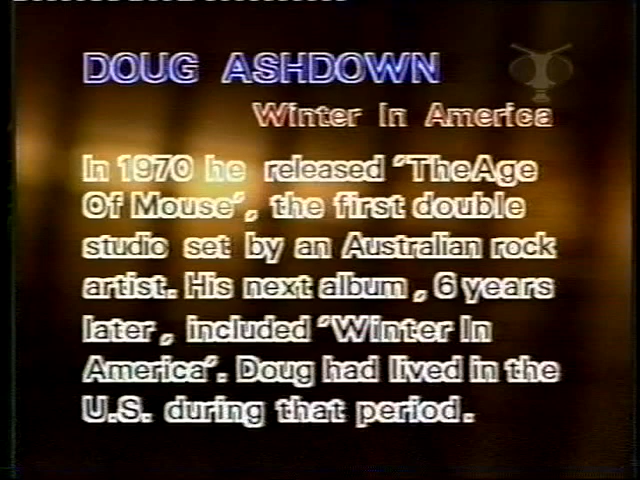 DOUG ASHDOWN
Winter In America
In 1970 he released 'TheAge
Of Mouse', the first double
studio set by an Australian rock
artist. His next album , 6 years
later , included 'Winter In
America'. Doug had lived in the
U.S. during that period.